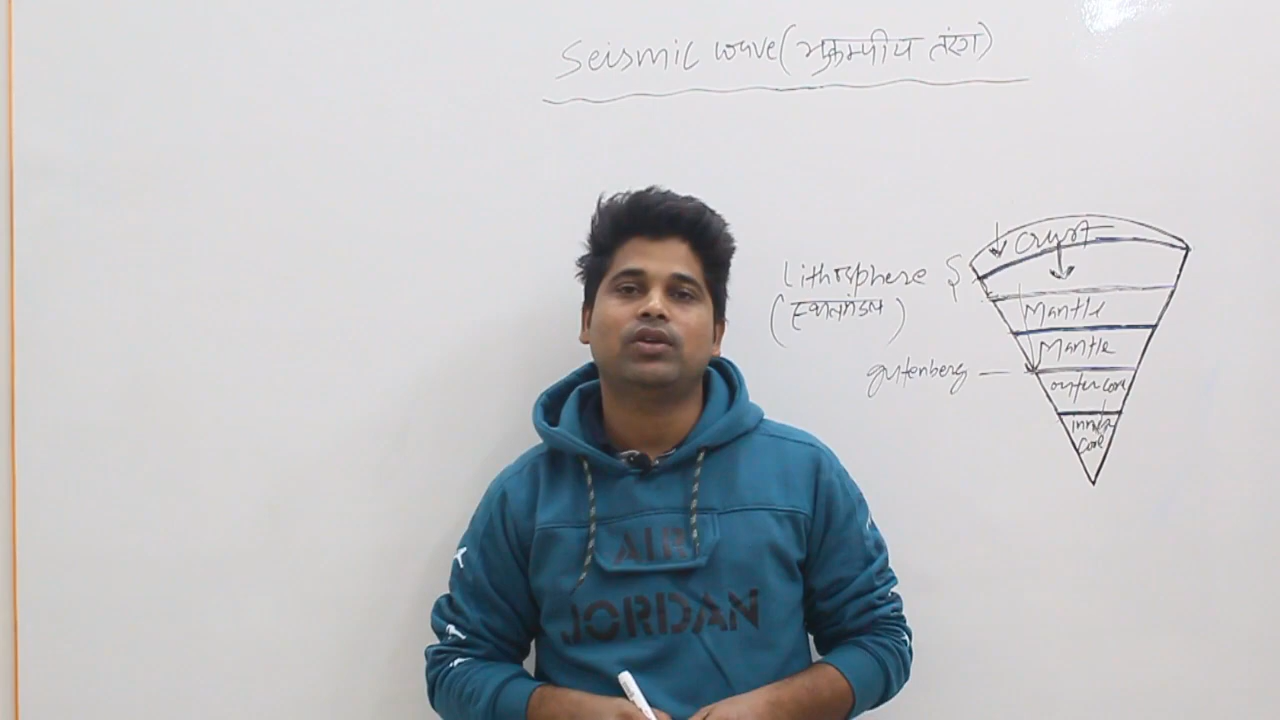 Seismic wave (भूकम्पीय तरंग)
Crust
Lithosphere
(स्थलमंडल)
Mantle
Mantle
gutenberg
outer core
inner
core
AIR
JORDAN